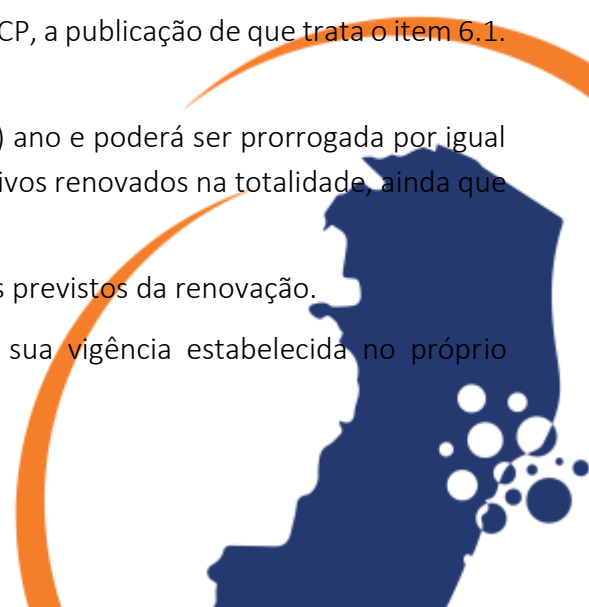 CP, a publicação de que trata o item 6.1.
) ano e poderá ser prorrogada por igual
ivos renovados na totalidade, ainda que
s previstos da renovação.
sua vigência estabelecida no próprio